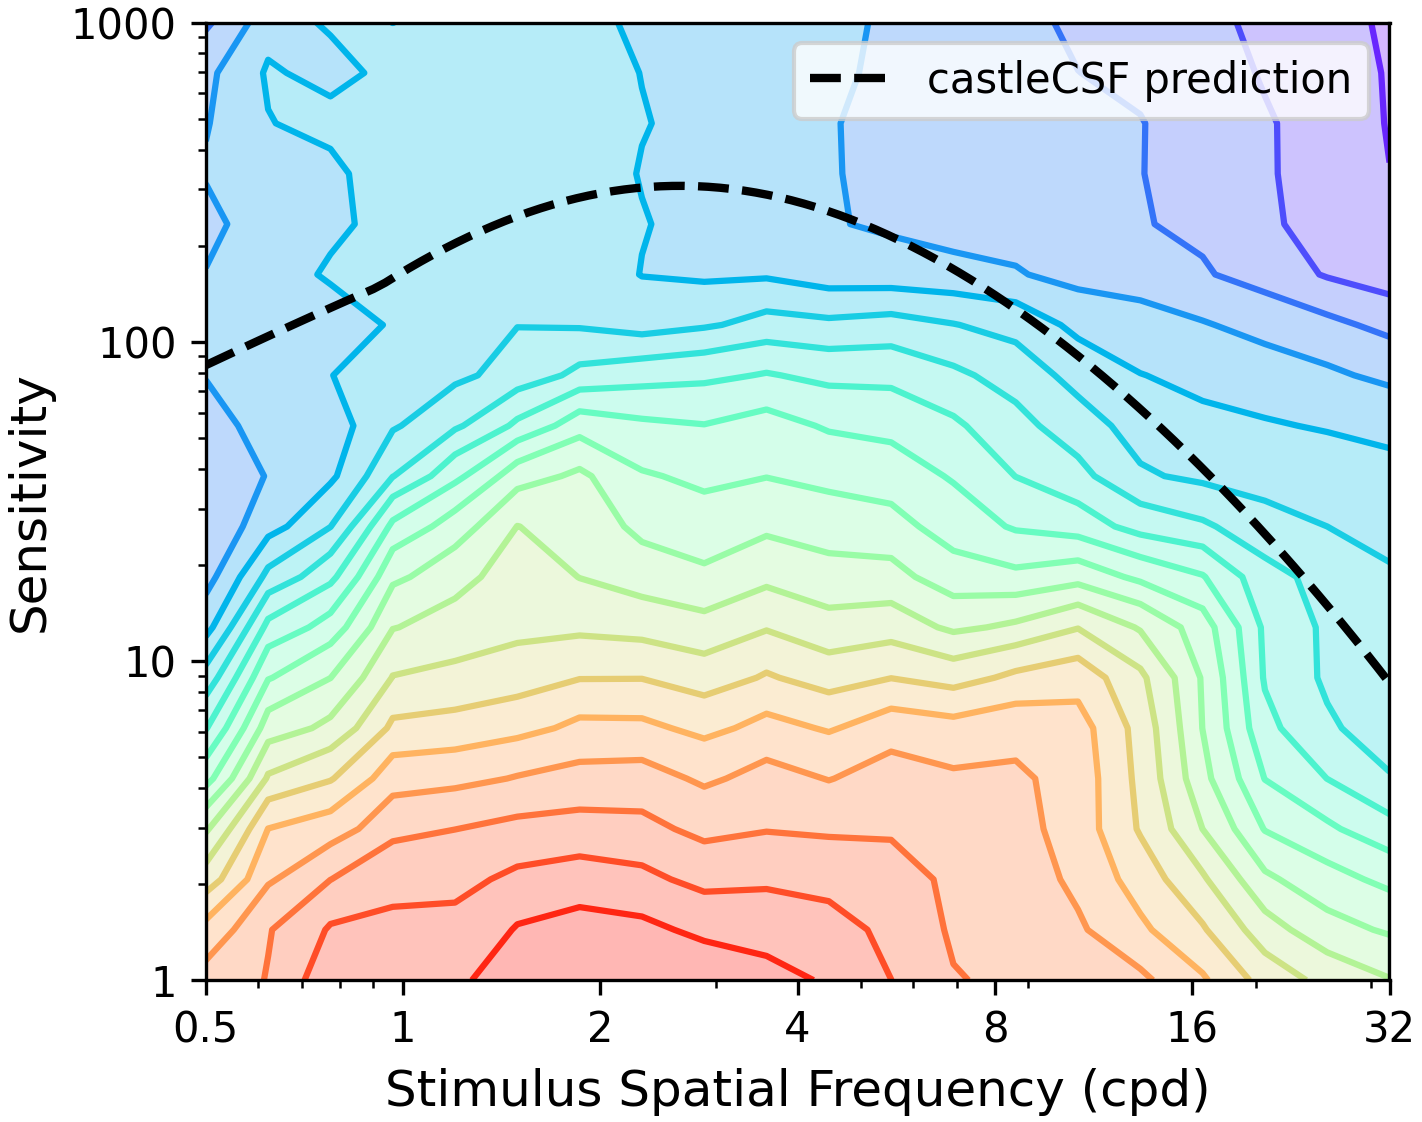 1000
100
10
1
Sensitivity
castleCSF prediction
0.5 1 2 4 8 16 32
Stimulus Spatial Frequency (cpd)